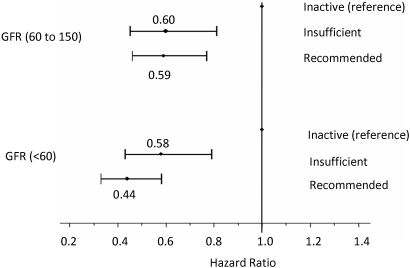 Inactive (reference)
0.60
Insufficient
GFR (60 to 150)
Recommended
0.59
Inactive (reference)
0.58
GFR (<60)
Insufficient
Recommended
0.44
0.2 0.4 0.6 0.8 1.0 1.2 1.4
Hazard Ratio